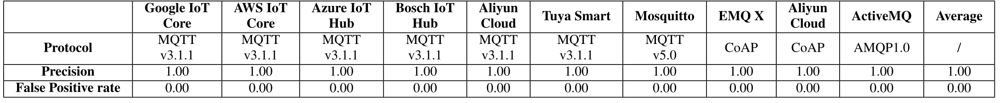 Google IoT Core AWS IoT Core Azure IoT Hub Bosch IoT Hub Aliyun Cloud Tuya Smart Mosquitto EMQ X Aliyun Cloud ActiveMQ Average
Protocol MQTT v3.1.1 MQTT v3.1.1 MQTT v3.1.1 MQTT v3.1.1 MQTT v3.1.1 MQTT v3.1.1 MQTT v5.0 CoAP CoAP AMQP1.0 /
Precision 1.00 1.00 1.00 1.00 1.00 1.00 1.00 1.00 1.00 1.00 1.00
False Positive rate 0.00 0.00 0.00 0.00 0.00 0.00 0.00 0.00 0.00 0.00 0.00